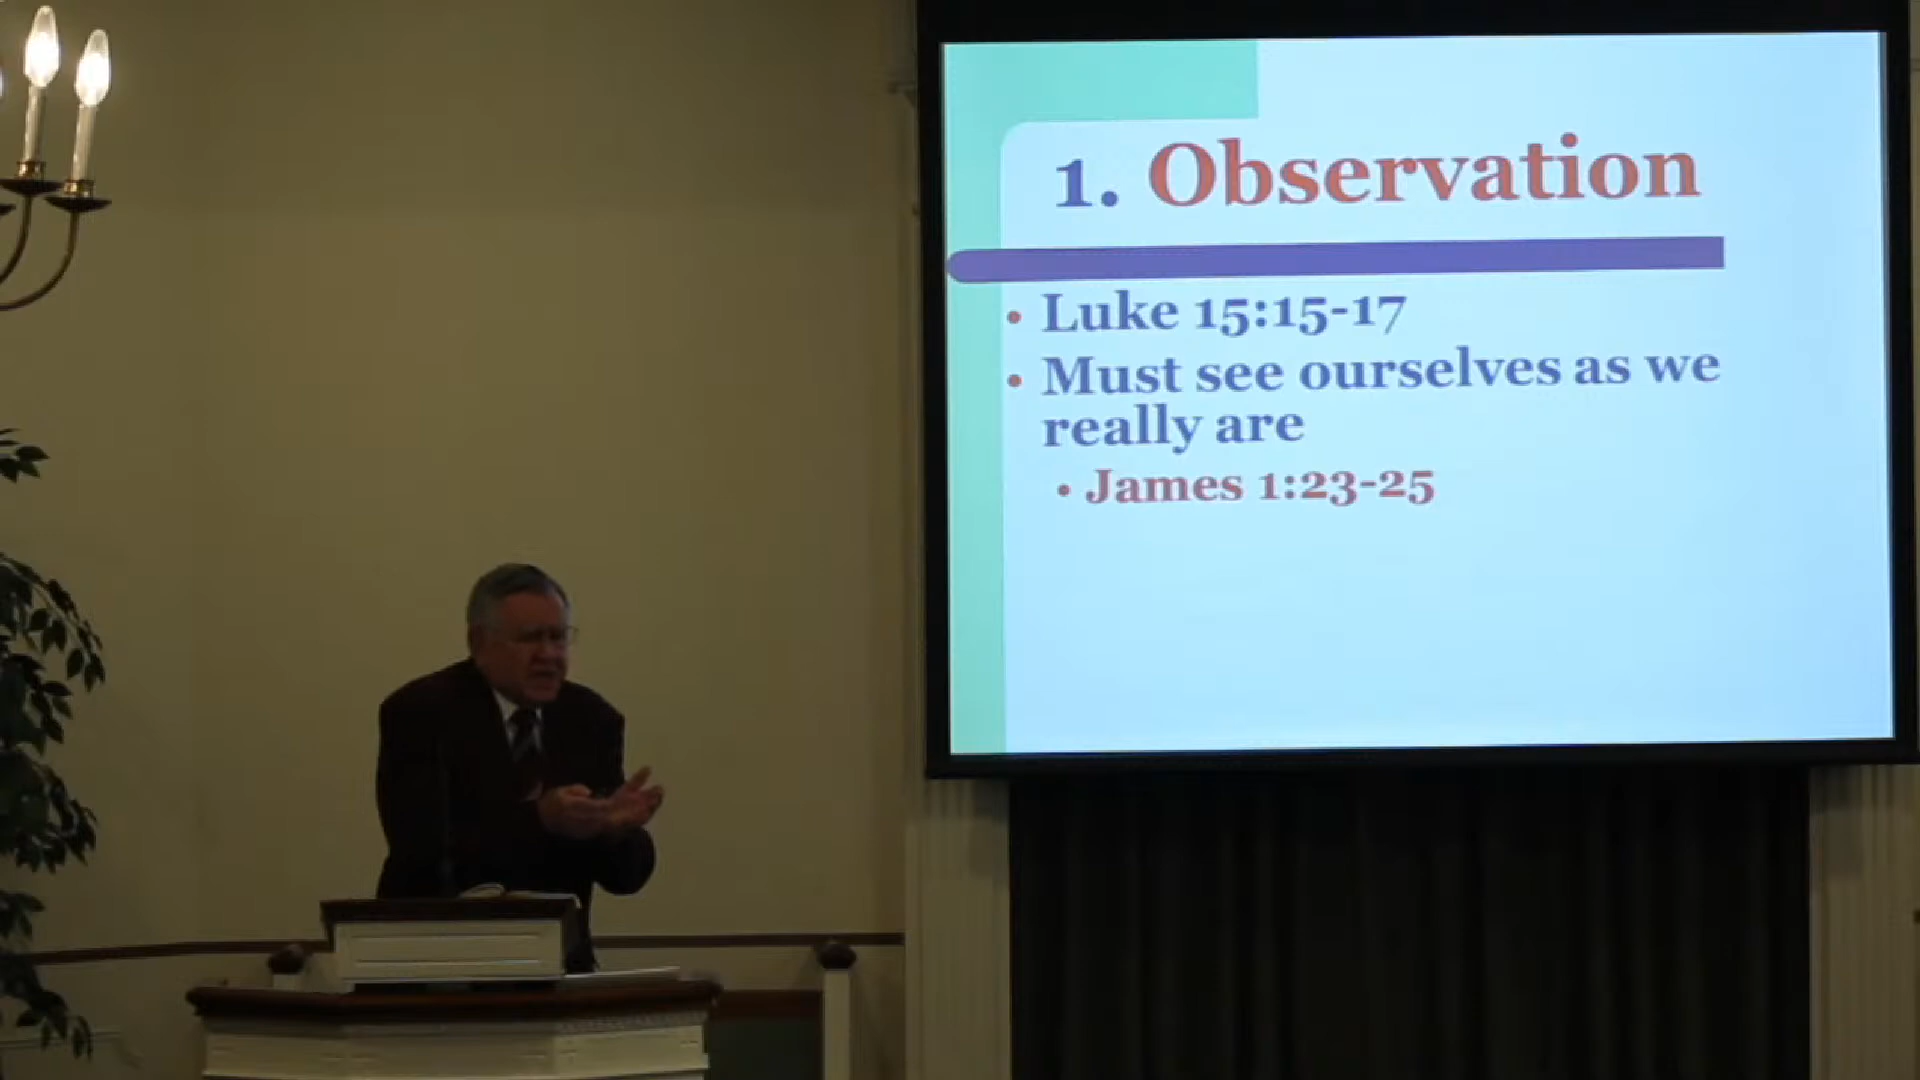 1. Observation
• Luke 15:15-17
• Must see ourselves as we
really are
• James 1:23-25